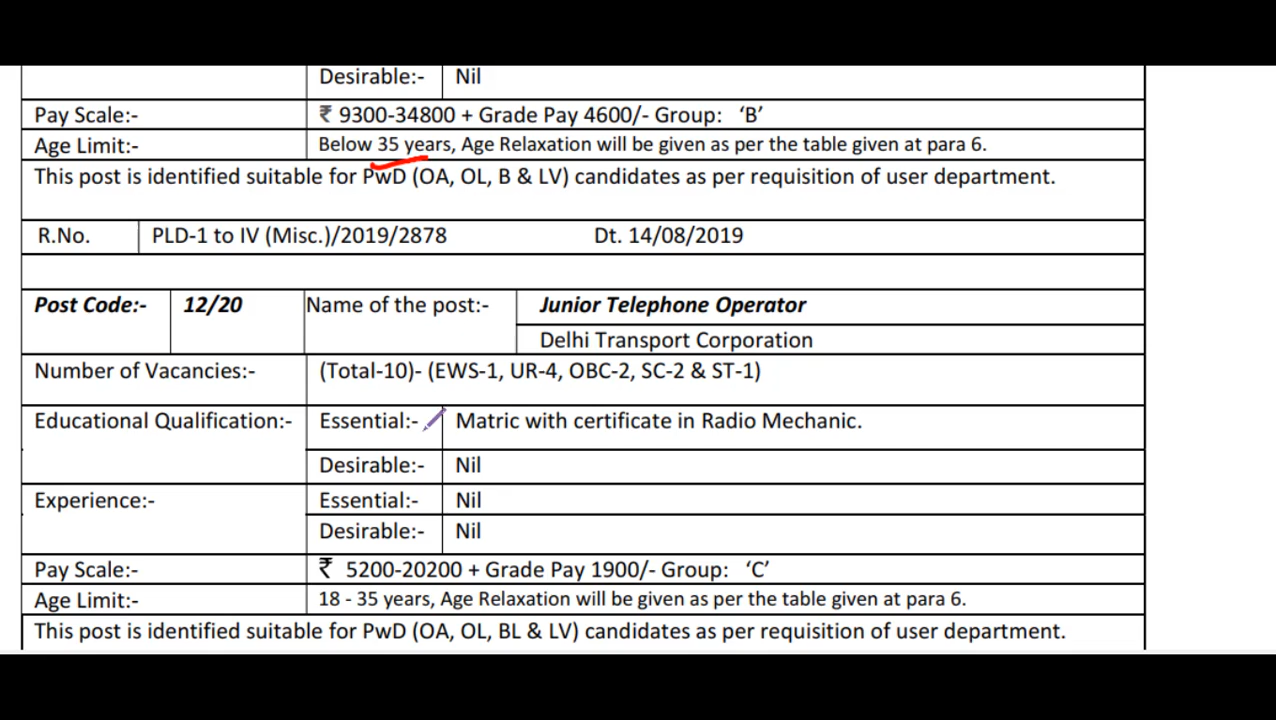 Desirable:- Nil
Pay Scale:- ₹ 9300-34800 + Grade Pay 4600/- Group: ‘B’
Age Limit:- Below 35 years, Age Relaxation will be given as per the table given at para 6.
This post is identified suitable for PwD (OA, OL, B & LV) candidates as per requisition of user department.
R.No. PLD-1 to IV (Misc.)/2019/2878 Dt. 14/08/2019
Post Code:- 12/20 Name of the post:- Junior Telephone Operator
Delhi Transport Corporation
Number of Vacancies:- (Total-10)- (EWS-1, UR-4, OBC-2, SC-2 & ST-1)
Educational Qualification:- Essential:- Matric with certificate in Radio Mechanic.
Desirable:- Nil
Experience:- Essential:- Nil
Desirable:- Nil
Pay Scale:- ₹ 5200-20200 + Grade Pay 1900/- Group: ‘C’
Age Limit:- 18 - 35 years, Age Relaxation will be given as per the table given at para 6.
This post is identified suitable for PwD (OA, OL, BL & LV) candidates as per requisition of user department.